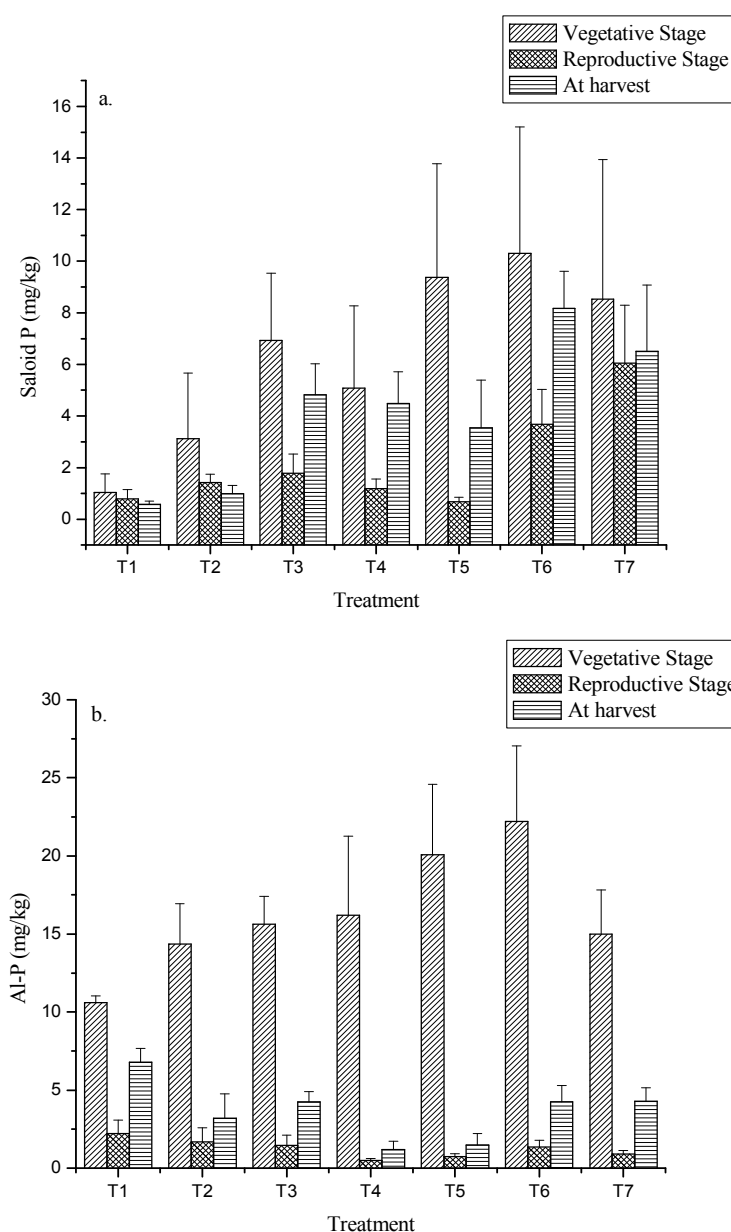 Vegetative Stage
Reproductive Stage
At harvest
a.
16
14
12
10
8
6
4
2
0
Saloid P (mg/kg)
T1 T2 T3 T4 T5 T6 T7
Treatment
Vegetative Stage
Reproductive Stage
At harvest
b.
30
25
20
15
10
5
0
Al-P (mg/kg)
T1 T2 T3 T4 T5 T6 T7
Treatment